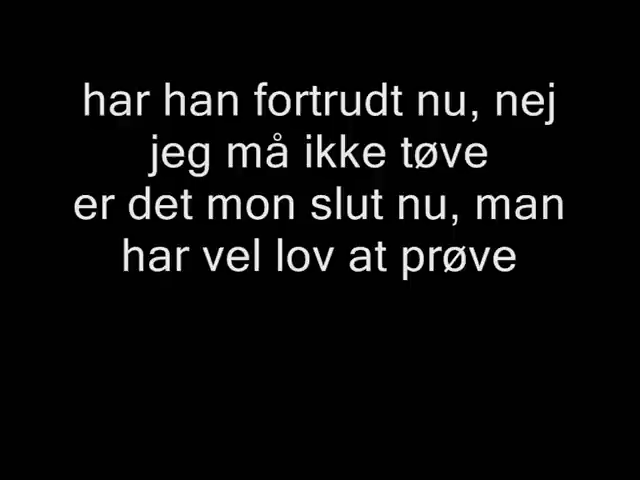 har han fortrudt nu, nej
jeg må ikke tøve
er det mon slut nu, man
har vel lov at prøve